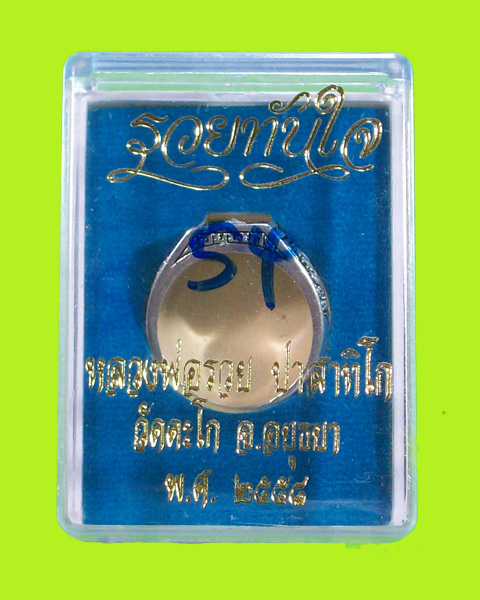 รวยทันใจ
54
หลวงพ่อรวย ปาสาทิโก
วัดตะโก จ.อยุธยา
พ.ศ. ๒๕๕๘